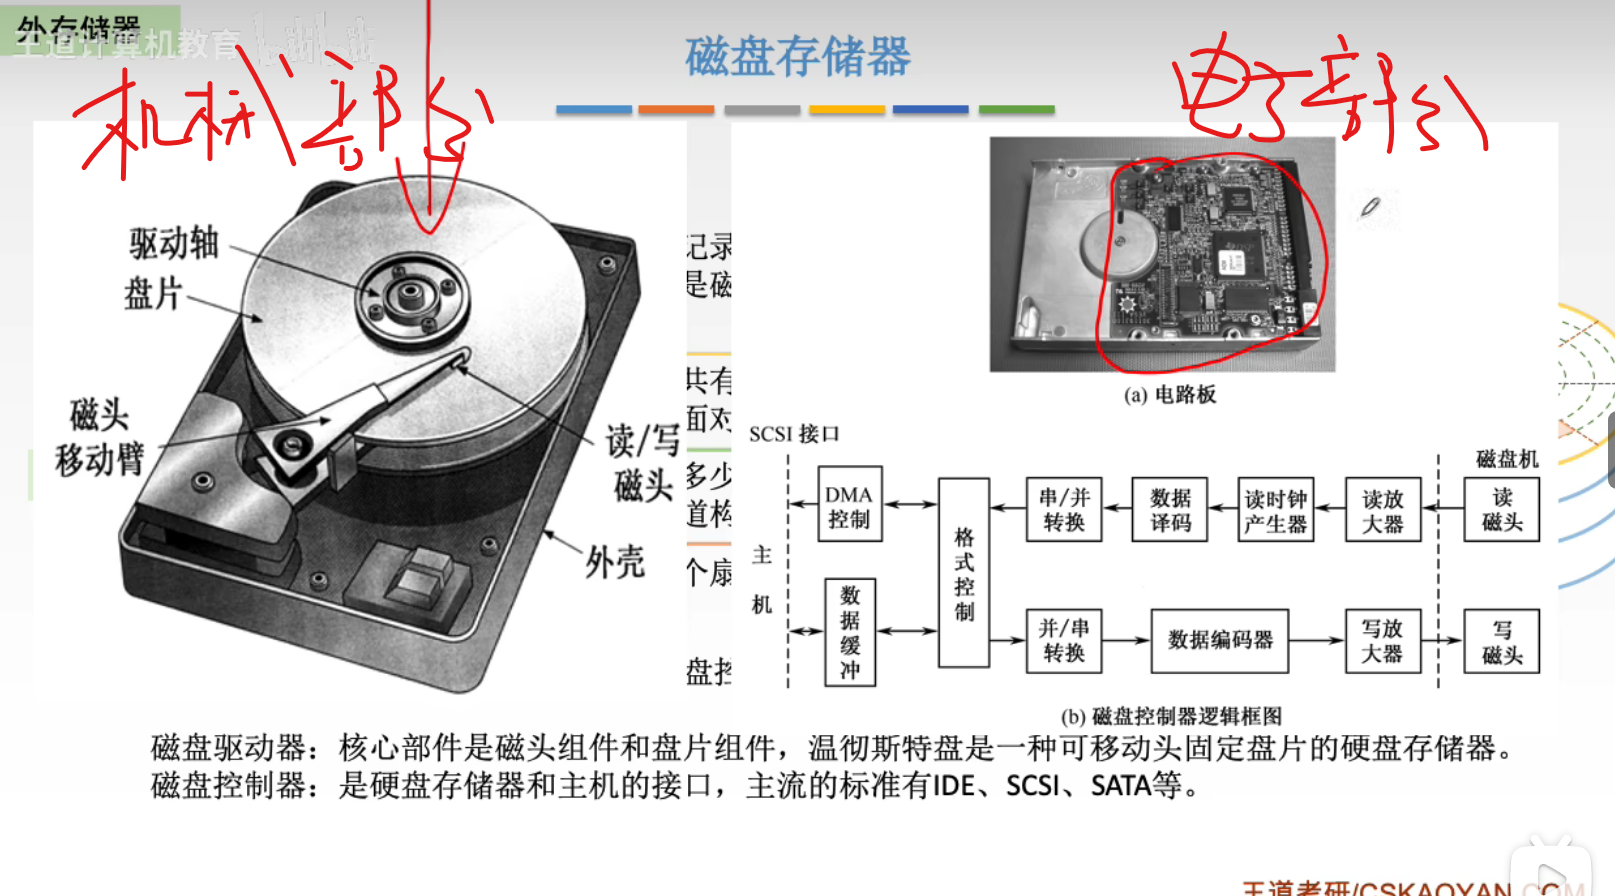 外存储器
王道计算机教育
bilibili
磁盘存储器
机械部分
电子部分
驱动轴
盘片
磁头
移动臂
读/写
磁头
外壳
记录
是磁
共有
面对
多少
道构
个扇
盘控
(a) 电路板
SCSI 接口
磁盘机
主
机
DMA
控制
数
据
缓
冲
格
式
控
制
串/并
转换
数据
译码
读时钟
产生器
读放
大器
读
磁头
并/串
转换
数据编码器
写放
大器
写
磁头
(b) 磁盘控制器逻辑框图
磁盘驱动器：核心部件是磁头组件和盘片组件，温彻斯特盘是一种可移动头固定盘片的硬盘存储器。
磁盘控制器：是硬盘存储器和主机的接口，主流的标准有IDE、SCSI、SATA等。
王道考研/CSKAOYAN.COM